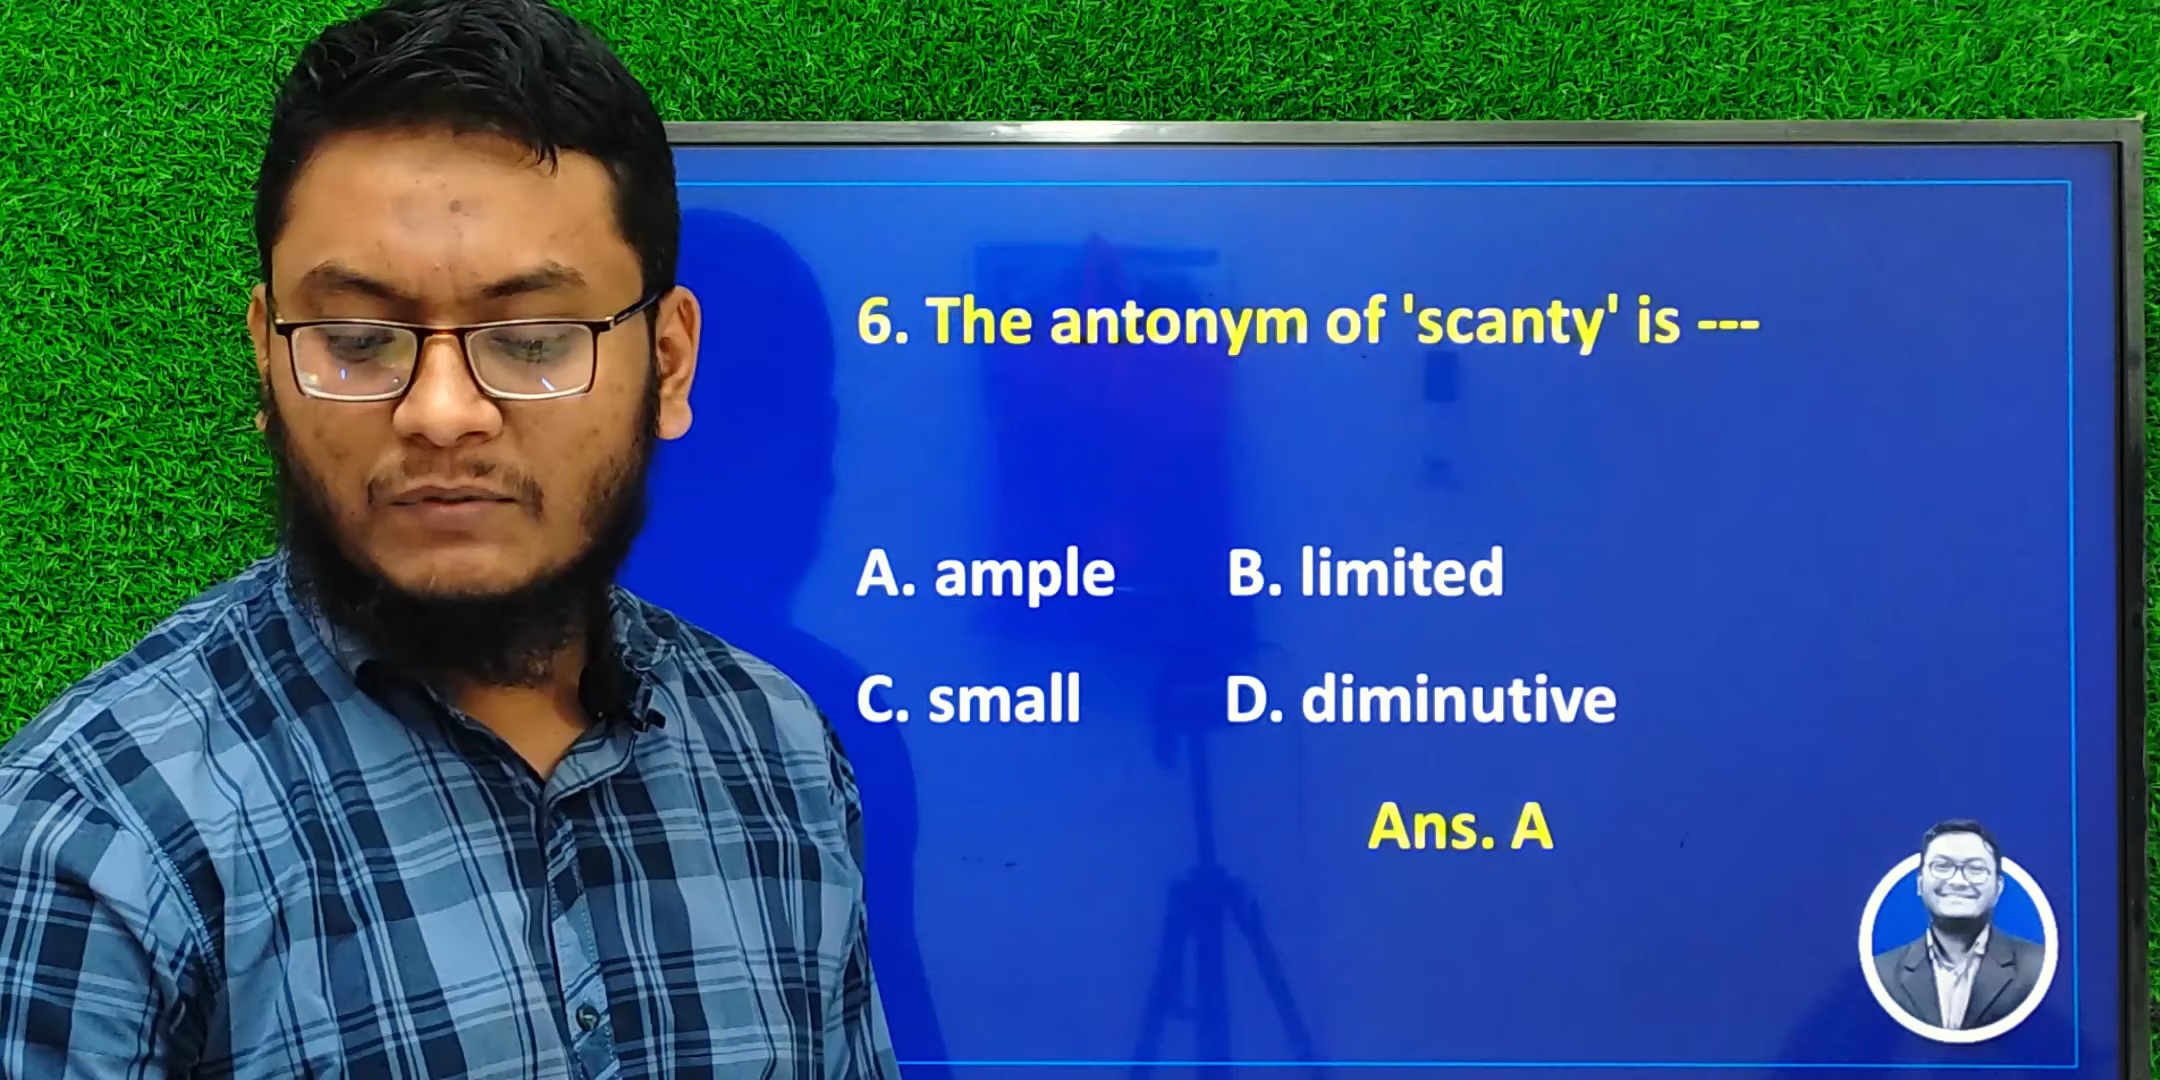 6. The antonym of 'scanty' is ---
A. ample B. limited
C. small D. diminutive
Ans. A